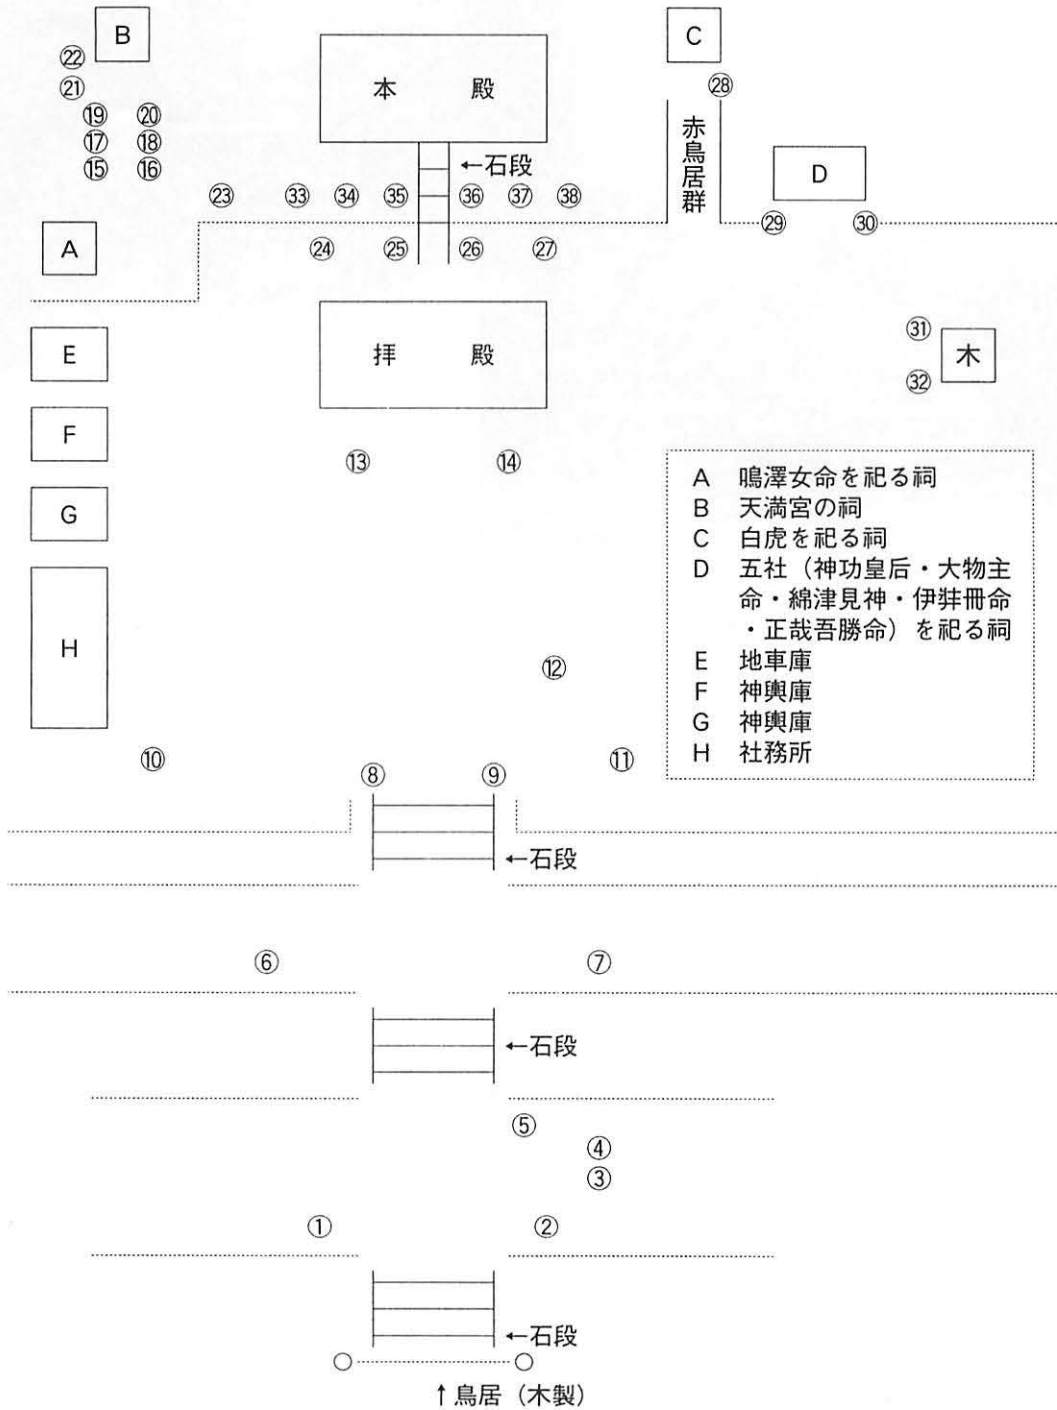 B
C
㉒
本 殿
㉘
㉑
⑲ ⑳
赤鳥居群
⑰ ⑱
←石段
⑮ ⑯
D
㉓ ㉝ ㉞ ㉟ ㊱ ㊲ ㊳
㉙ ㉚
A
㉔ ㉕ ㉖ ㉗
㉛
E
拝 殿
木
㉜
F
⑬ ⑭
G
A 鳴澤女命を祀る祠
B 天満宮の祠
C 白虎を祀る祠
D 五社（神功皇后・大物主
命・綿津見神・伊弉冊命
・正哉吾勝命）を祀る祠
E 地車庫
F 神輿庫
G 神輿庫
H 社務所
H
⑫
⑩ ⑪
⑧ ⑨
←石段
⑥ ⑦
←石段
⑤
④
③
① ②
←石段
↑鳥居（木製）